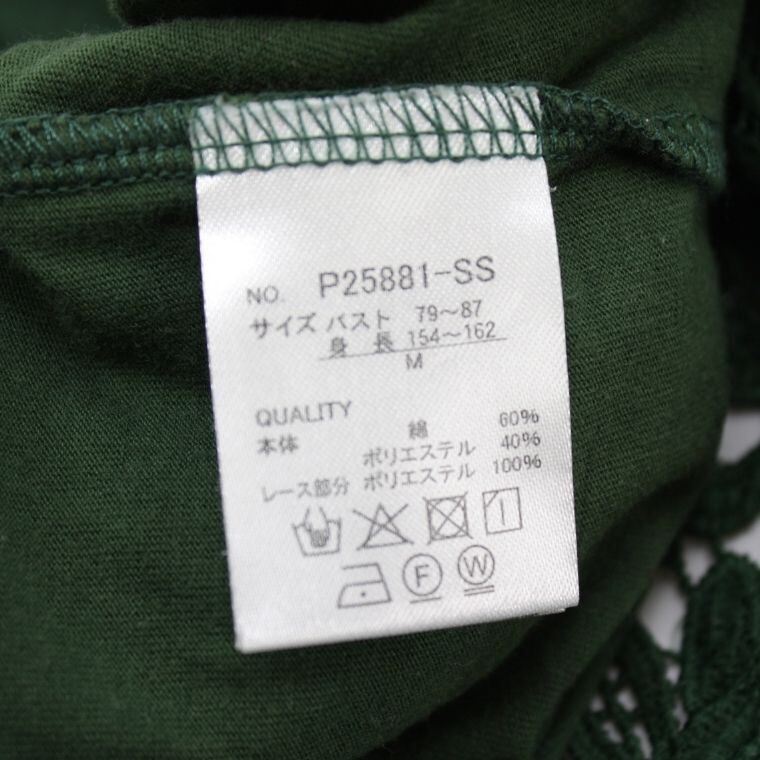 NO. P25881-SS
サイズ バスト 79〜87
身長 154〜162
M
QUALITY
本体 綿 60%
ポリエステル 40%
レース部分 ポリエステル 100%
F W